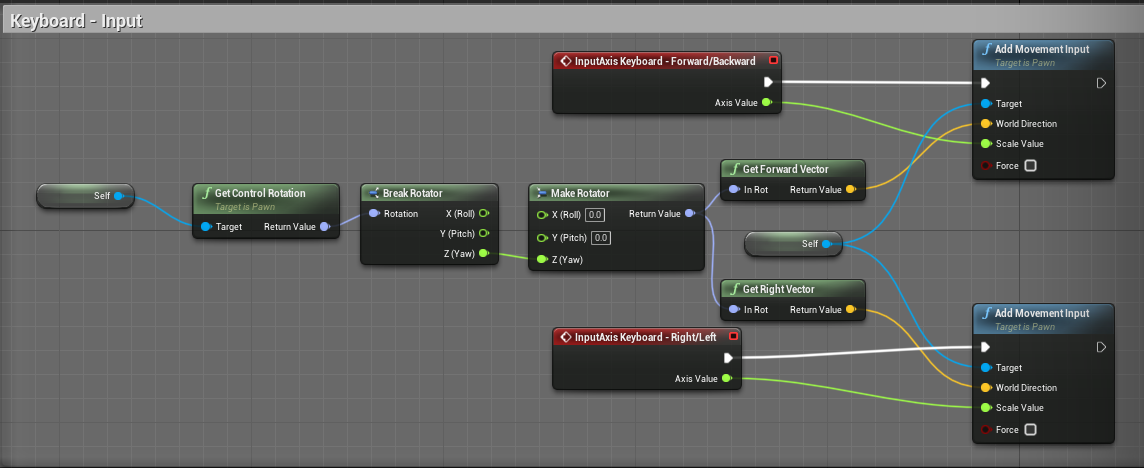 Keyboard - Input
InputAxis Keyboard - Forward/Backward
Axis Value
Add Movement Input
Target is Pawn
Target
World Direction
Scale Value
Force
Self
Get Control Rotation
Target is Pawn
Target Return Value
Break Rotator
Rotation X (Roll)
Y (Pitch)
Z (Yaw)
Make Rotator
X (Roll) 0.0 Return Value
Y (Pitch) 0.0
Z (Yaw)
Get Forward Vector
In Rot Return Value
Self
Get Right Vector
In Rot Return Value
InputAxis Keyboard - Right/Left
Axis Value
Add Movement Input
Target is Pawn
Target
World Direction
Scale Value
Force